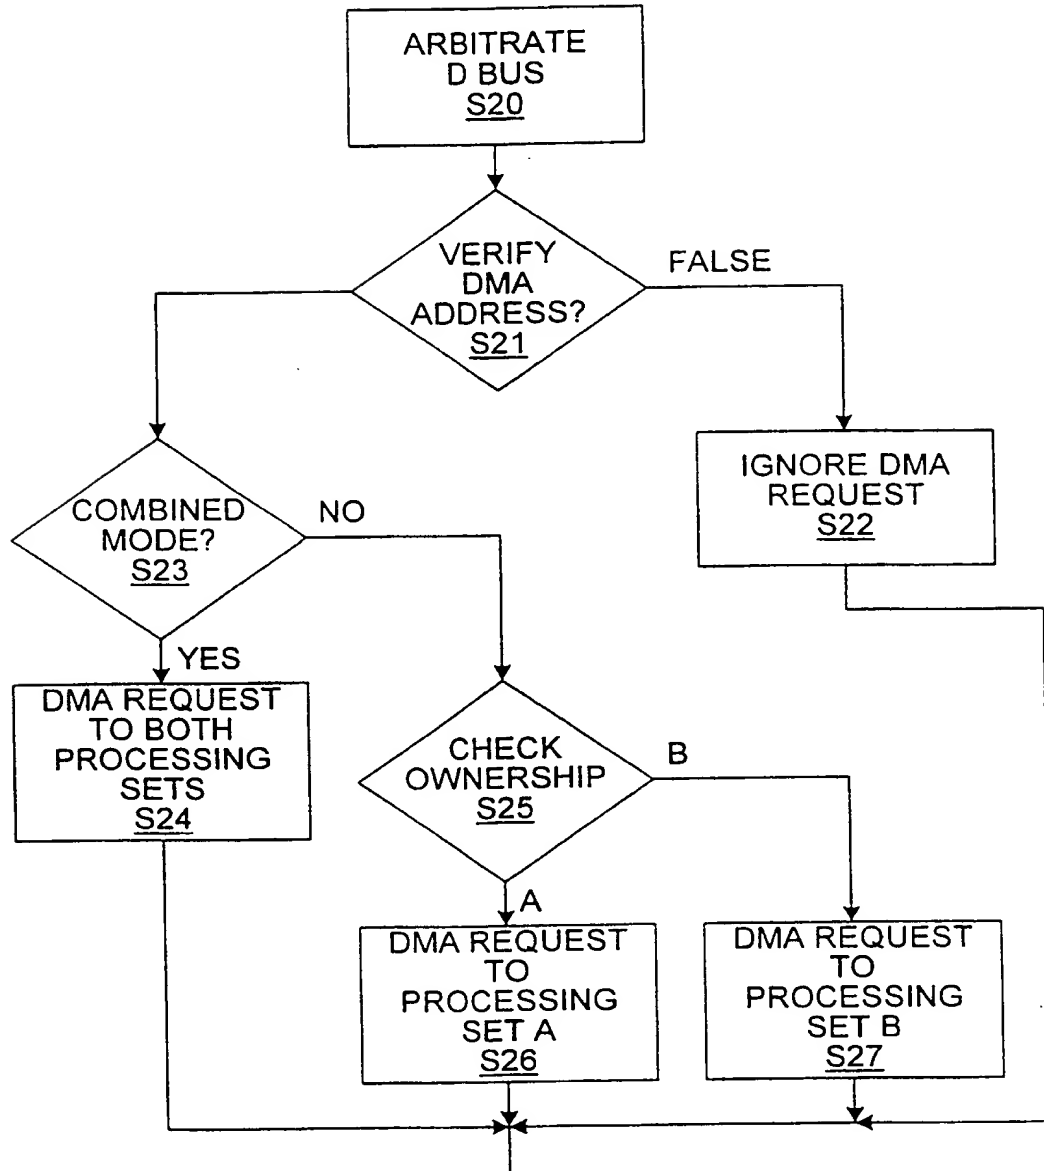 ARBITRATE
D BUS
S20
VERIFY
DMA
ADDRESS?
S21
FALSE
COMBINED
MODE?
S23
NO
IGNORE DMA
REQUEST
S22
YES
DMA REQUEST
TO BOTH
PROCESSING
SETS
S24
CHECK
OWNERSHIP
S25
B
A
DMA REQUEST
TO
PROCESSING
SET A
S26
DMA REQUEST
TO
PROCESSING
SET B
S27